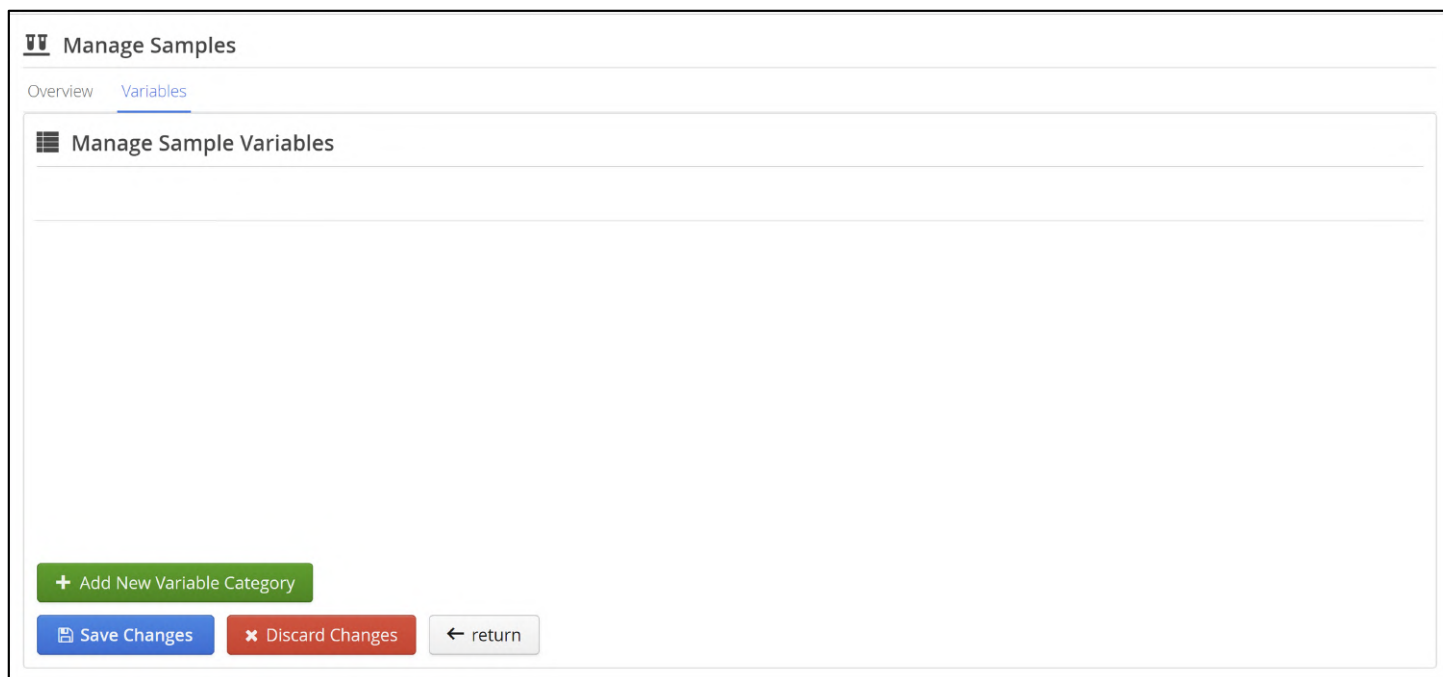 Manage Samples
Overview Variables
Manage Sample Variables
+ Add New Variable Category
Save Changes Discard Changes return